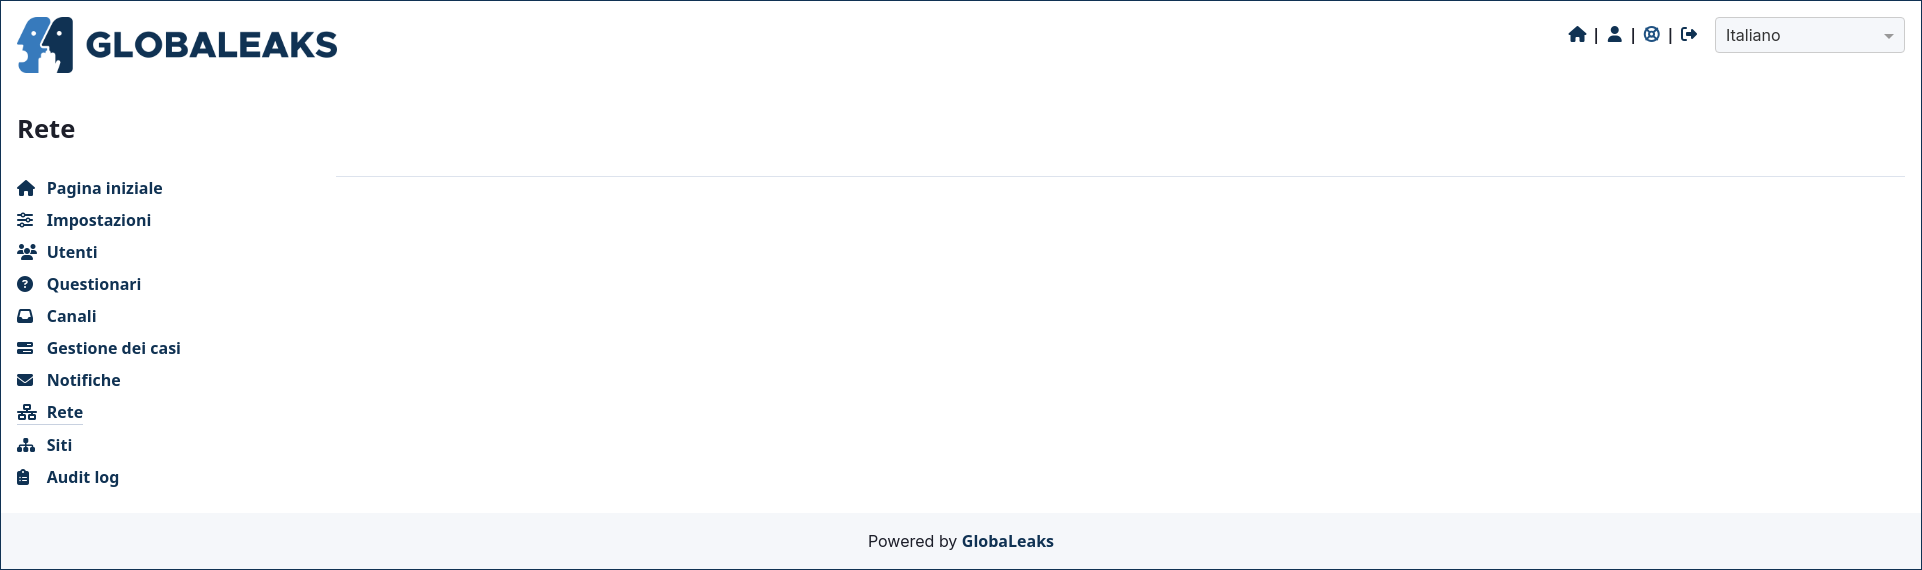 GLOBALEAKS
| | | Italiano
Rete
Pagina iniziale
Impostazioni
Utenti
Questionari
Canali
Gestione dei casi
Notifiche
Rete
Siti
Audit log
Powered by GlobaLeaks